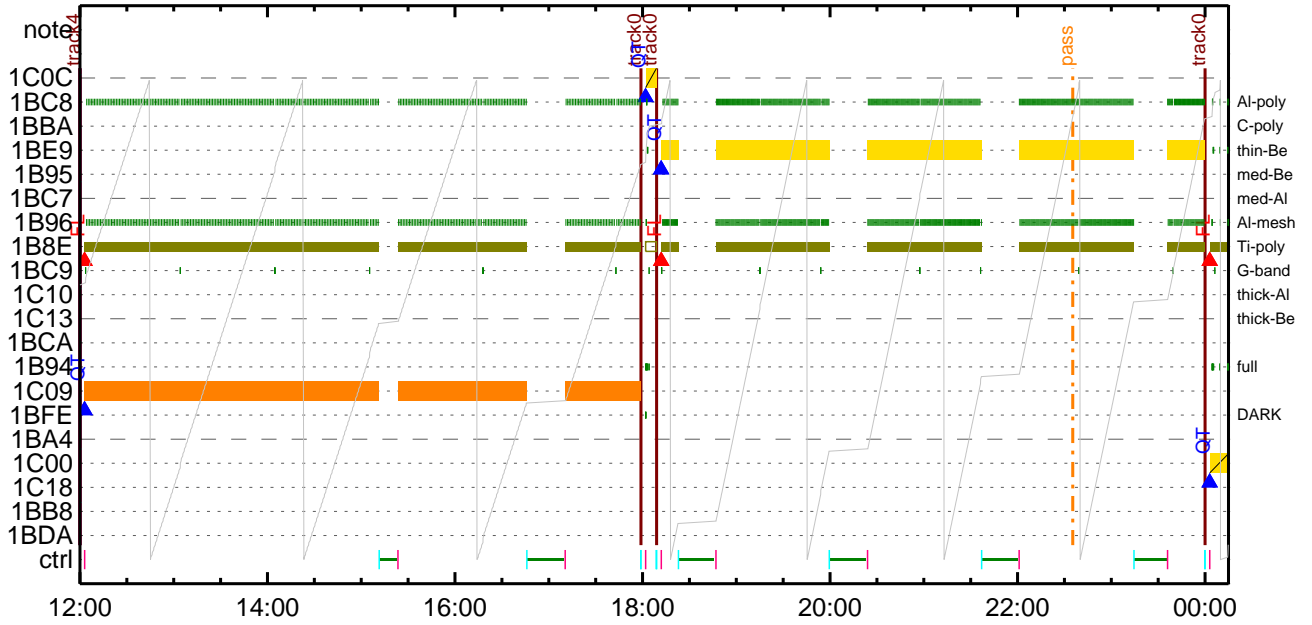 note
track4
track0
track0
pass
track0
QT
1C0C
1BC8 Al-poly
1BBA C-poly
QT
1BE9 thin-Be
1B95 med-Be
1BC7 med-Al
1B96 Al-mesh
FL
FL
FL
1B8E Ti-poly
1BC9 G-band
1C10 thick-Al
1C13 thick-Be
1BCA
1B94 full
QT
1C09
1BFE DARK
1BA4
QT
1C00
1C18
1BB8
1BDA
ctrl
12:00 14:00 16:00 18:00 20:00 22:00 00:00